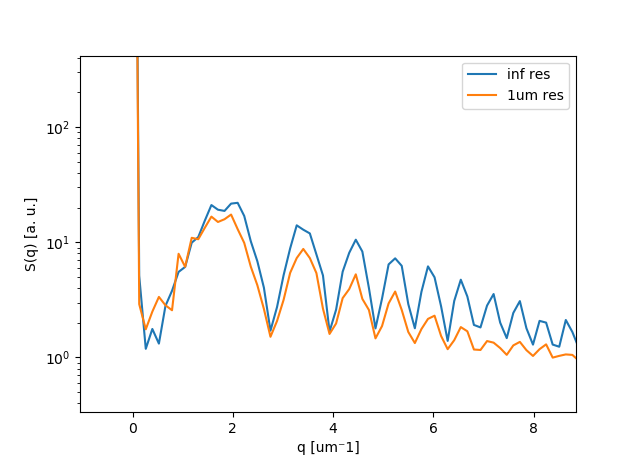 inf res
1um res
S(q) [a. u.]
10²
10¹
10⁰
0 2 4 6 8
q [um⁻1]